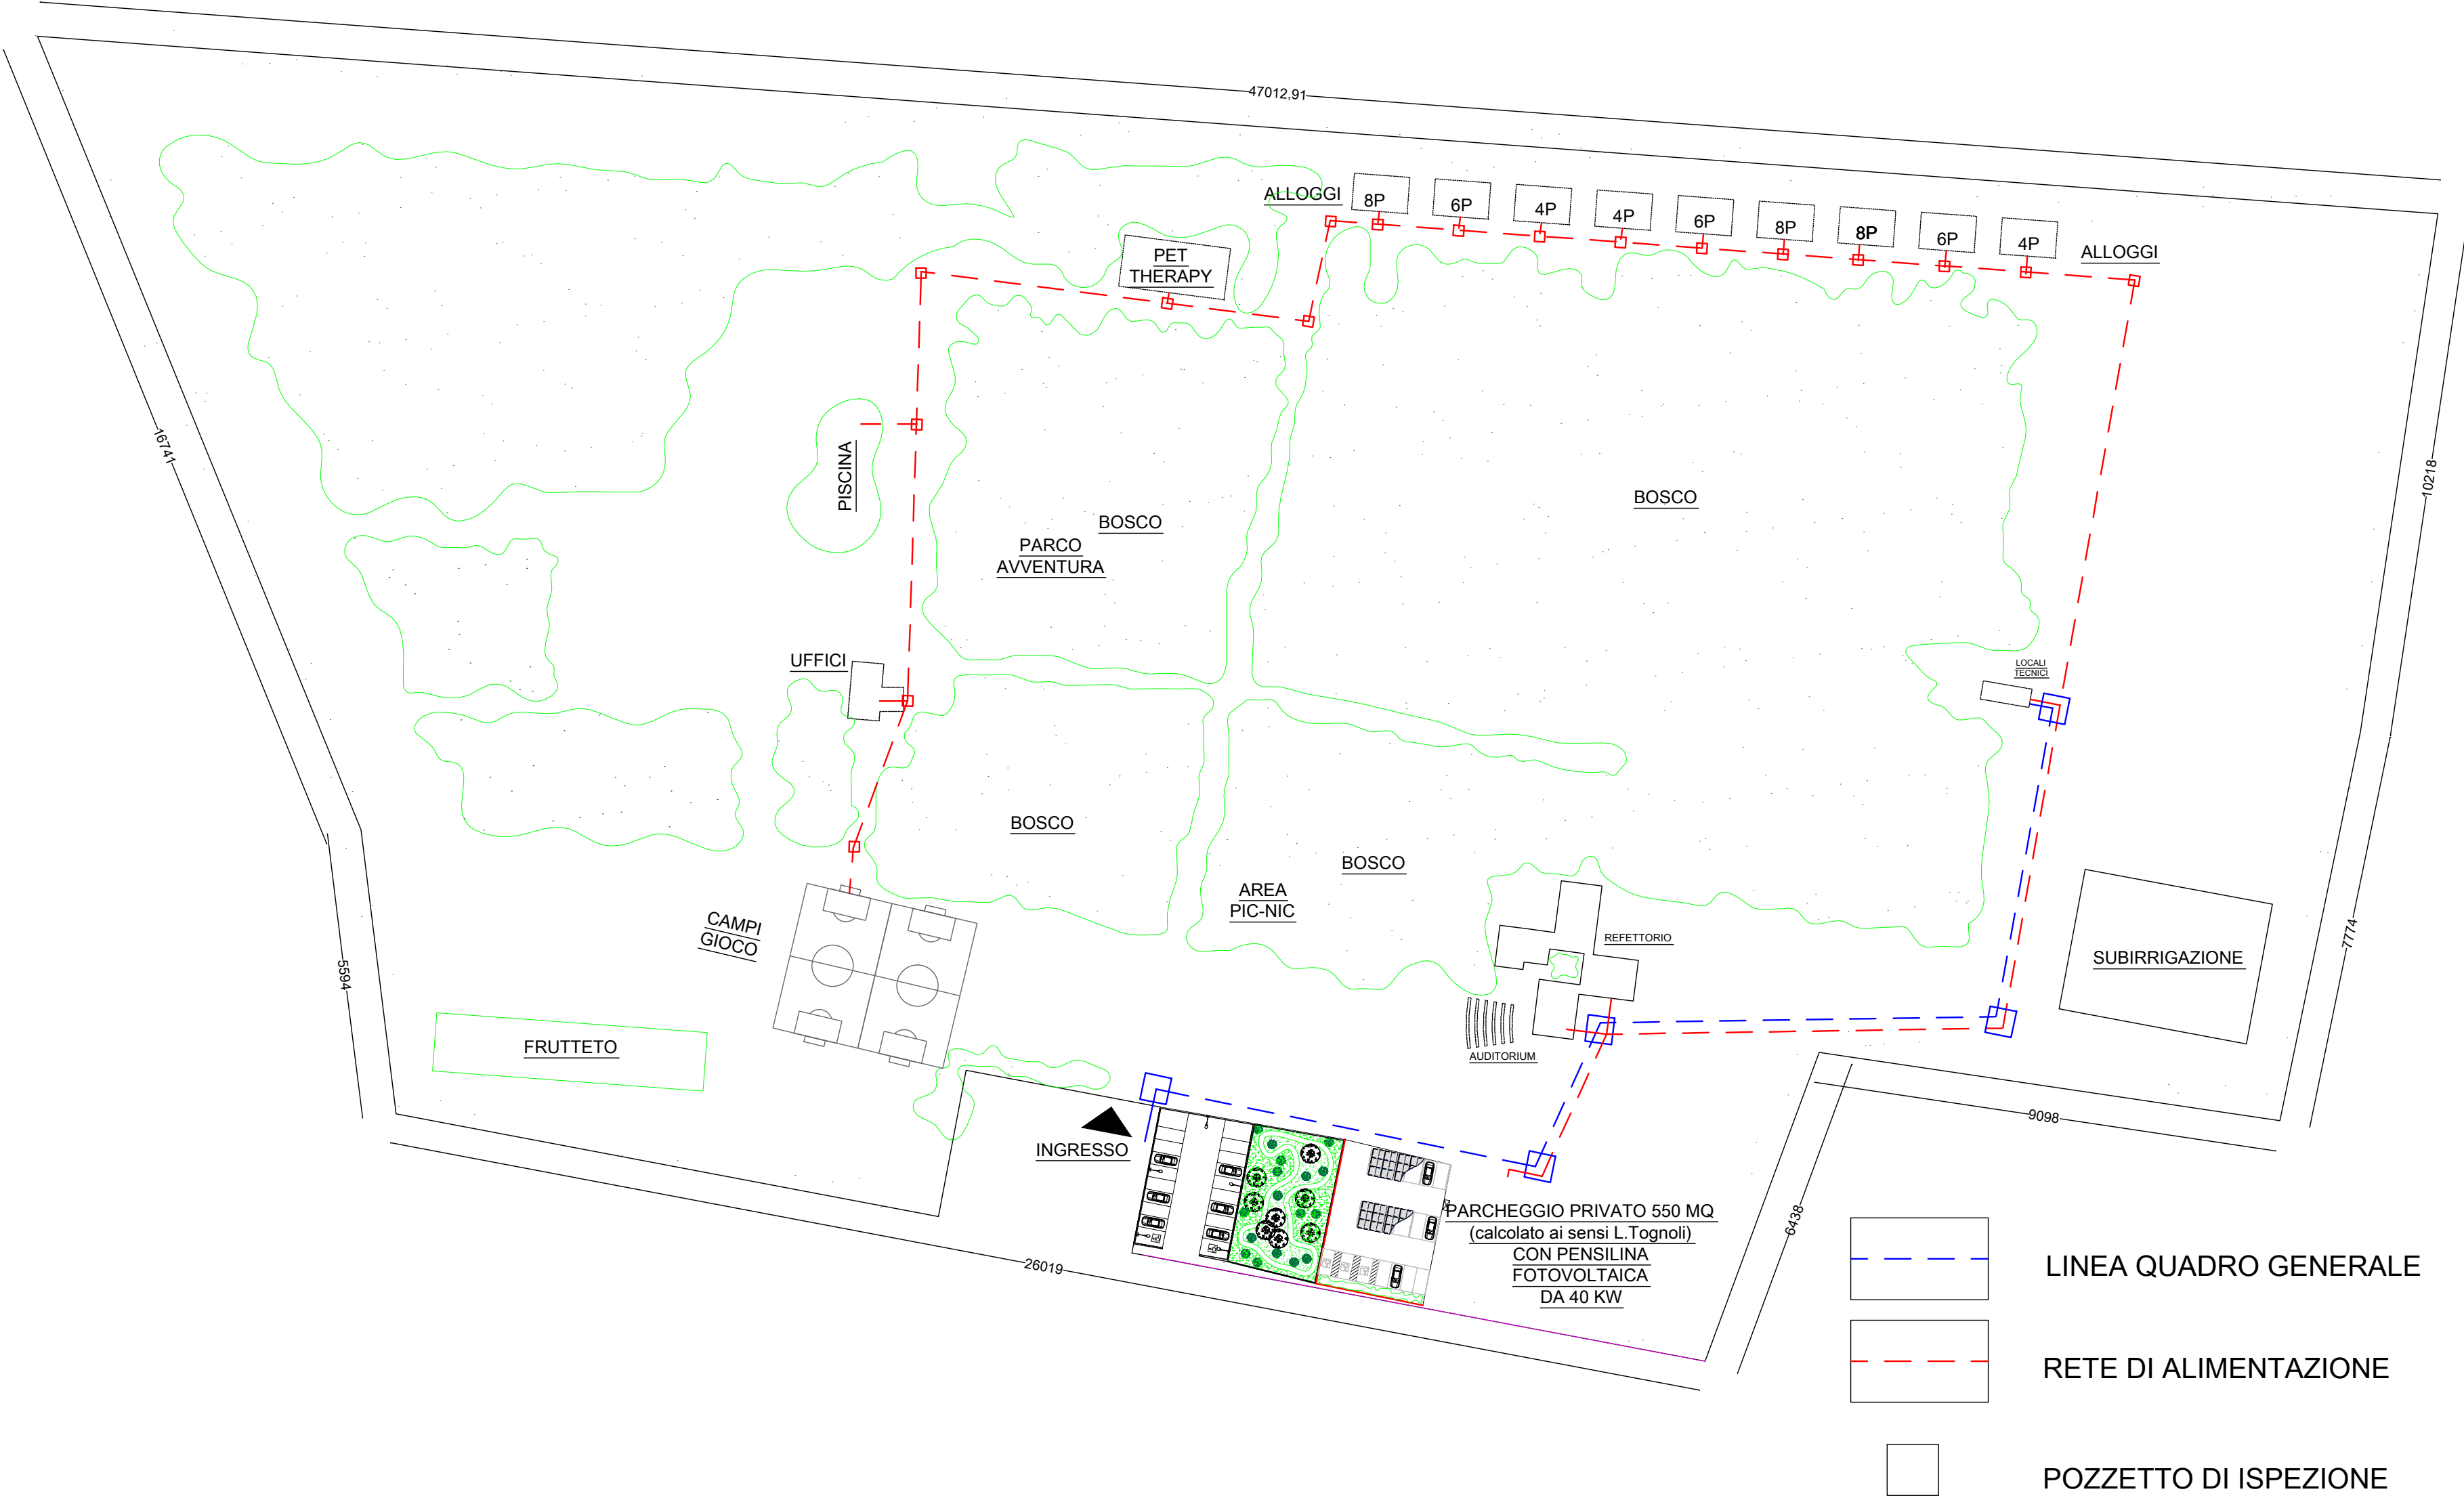 47012,91
ALLOGGI
8P
6P
4P
4P
6P
8P
8P
6P
4P
ALLOGGI
PET
THERAPY
16741
PISCINA
10218
BOSCO
BOSCO
PARCO
AVVENTURA
UFFICI
LOCALI
TECNICI
BOSCO
BOSCO
AREA
PIC-NIC
CAMPI
GIOCO
REFETTORIO
7774
SUBIRRIGAZIONE
5594
FRUTTETO
AUDITORIUM
INGRESSO
9098
PARCHEGGIO PRIVATO 550 MQ
(calcolato ai sensi L.Tognoli)
CON PENSILINA
FOTOVOLTAICA
DA 40 KW
6438
26019
LINEA QUADRO GENERALE
RETE DI ALIMENTAZIONE
POZZETTO DI ISPEZIONE